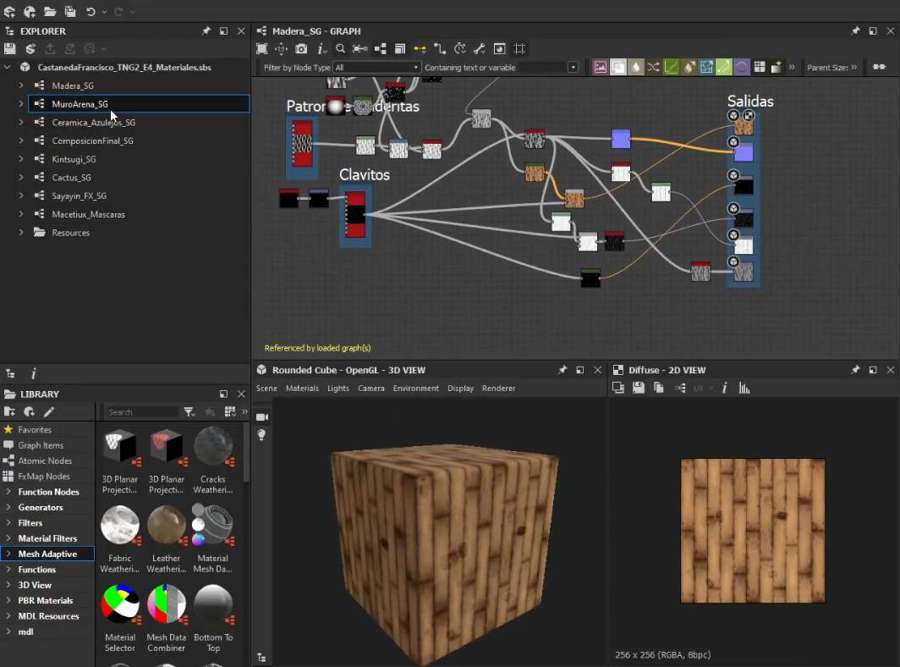 EXPLORER
CastanedaFrancisco_TNG2_E4_Materiales.sbs
Madera_SG
MuroArena_SG
Ceramica_Azulejos_SG
ComposicionFinal_SG
Kintsugi_SG
Cactus_SG
Sayayin_FX_SG
Macetiux_Mascaras
Resources
Madera_SG - GRAPH
Filter by Node Type All
Containing text or variable
Parent Size:
Salidas
Clavitos
Referenced by loaded graph(s)
LIBRARY
Search
Favorites
Graph Items
Atomic Nodes
FxMap Nodes
Function Nodes
Generators
Filters
Material Filters
Mesh Adaptive
Functions
3D View
PBR Materials
MDL Resources
mdl
3D Planar Projecti...
3D Planar Projecti...
Cracks Weatheri...
Fabric Weatheri...
Leather Weatheri...
Material Mesh Da...
Material Selector
Mesh Data Combiner
Bottom To Top
Rounded Cube - OpenGL - 3D VIEW
Scene Materials Lights Camera Environment Display Renderer
Diffuse - 2D VIEW
256 x 256 (RGBA, 8bpc)